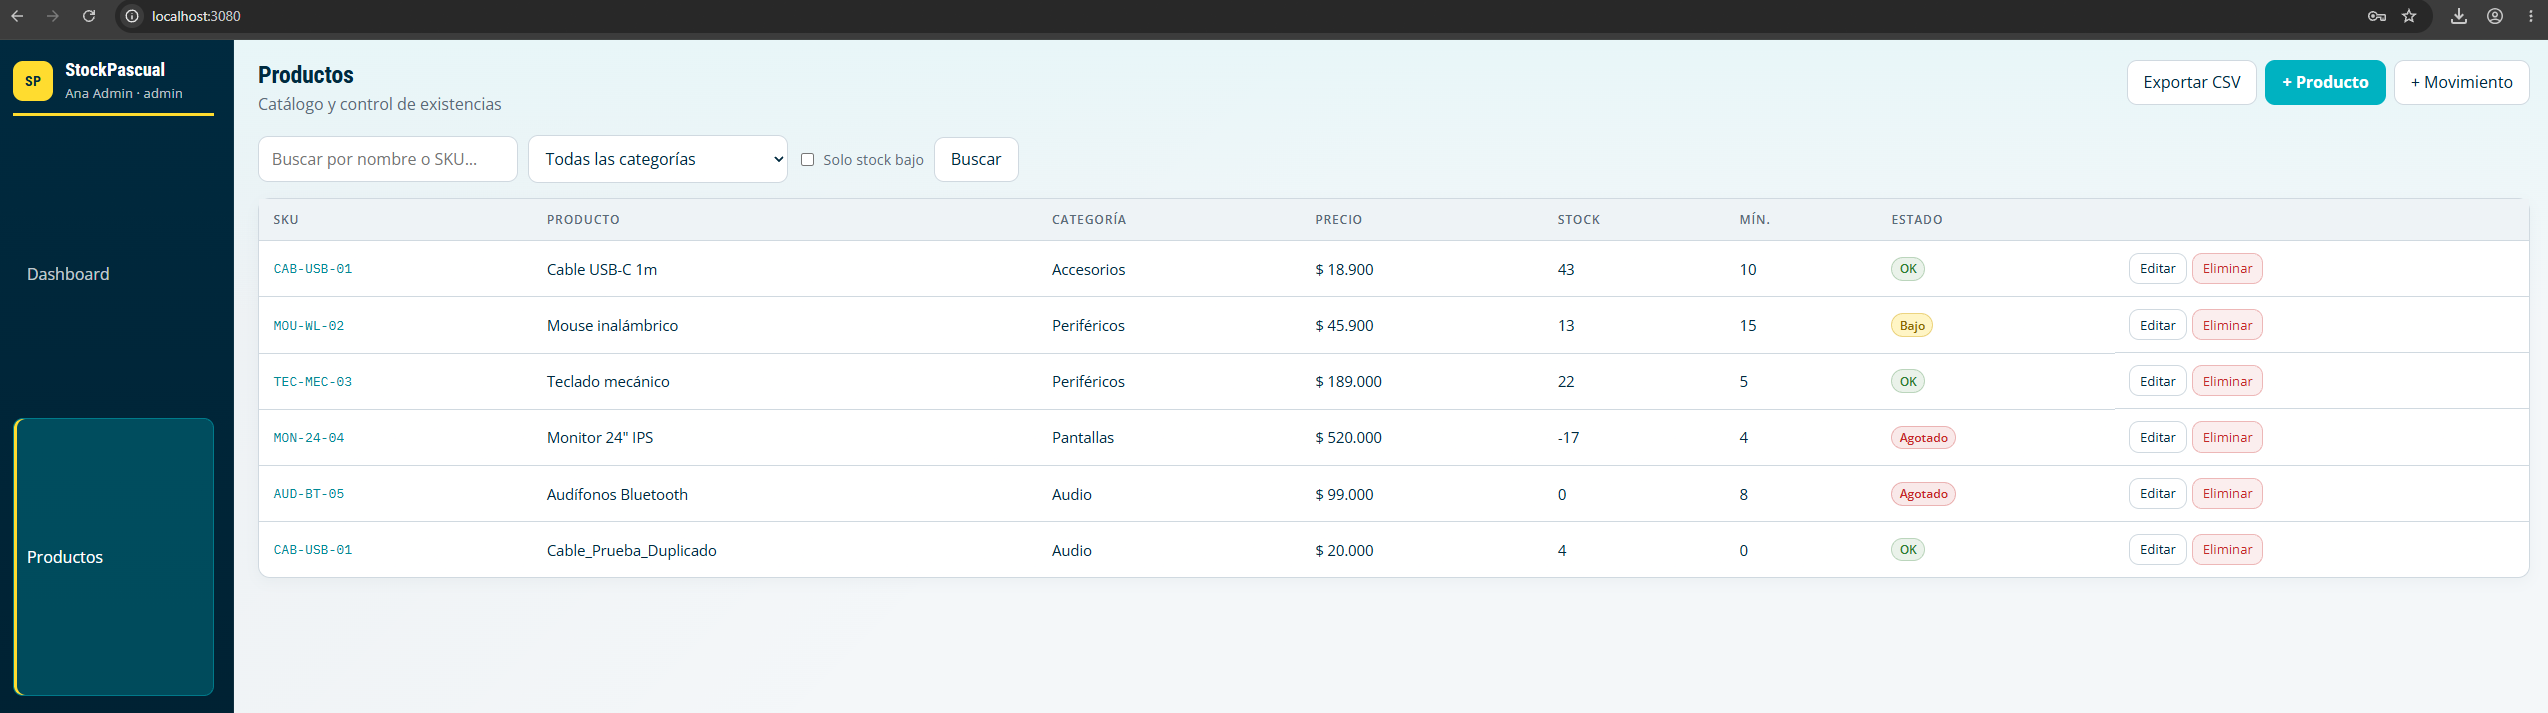 localhost:3080
SP
StockPascual
Ana Admin · admin
Dashboard
Productos
Productos
Catálogo y control de existencias
Exportar CSV
+ Producto
+ Movimiento
Buscar por nombre o SKU...
Todas las categorías
Solo stock bajo
Buscar
SKU PRODUCTO CATEGORÍA PRECIO STOCK MÍN. ESTADO
CAB-USB-01 Cable USB-C 1m Accesorios $ 18.900 43 10 OK Editar Eliminar
MOU-WL-02 Mouse inalámbrico Periféricos $ 45.900 13 15 Bajo Editar Eliminar
TEC-MEC-03 Teclado mecánico Periféricos $ 189.000 22 5 OK Editar Eliminar
MON-24-04 Monitor 24" IPS Pantallas $ 520.000 -17 4 Agotado Editar Eliminar
AUD-BT-05 Audífonos Bluetooth Audio $ 99.000 0 8 Agotado Editar Eliminar
CAB-USB-01 Cable_Prueba_Duplicado Audio $ 20.000 4 0 OK Editar Eliminar